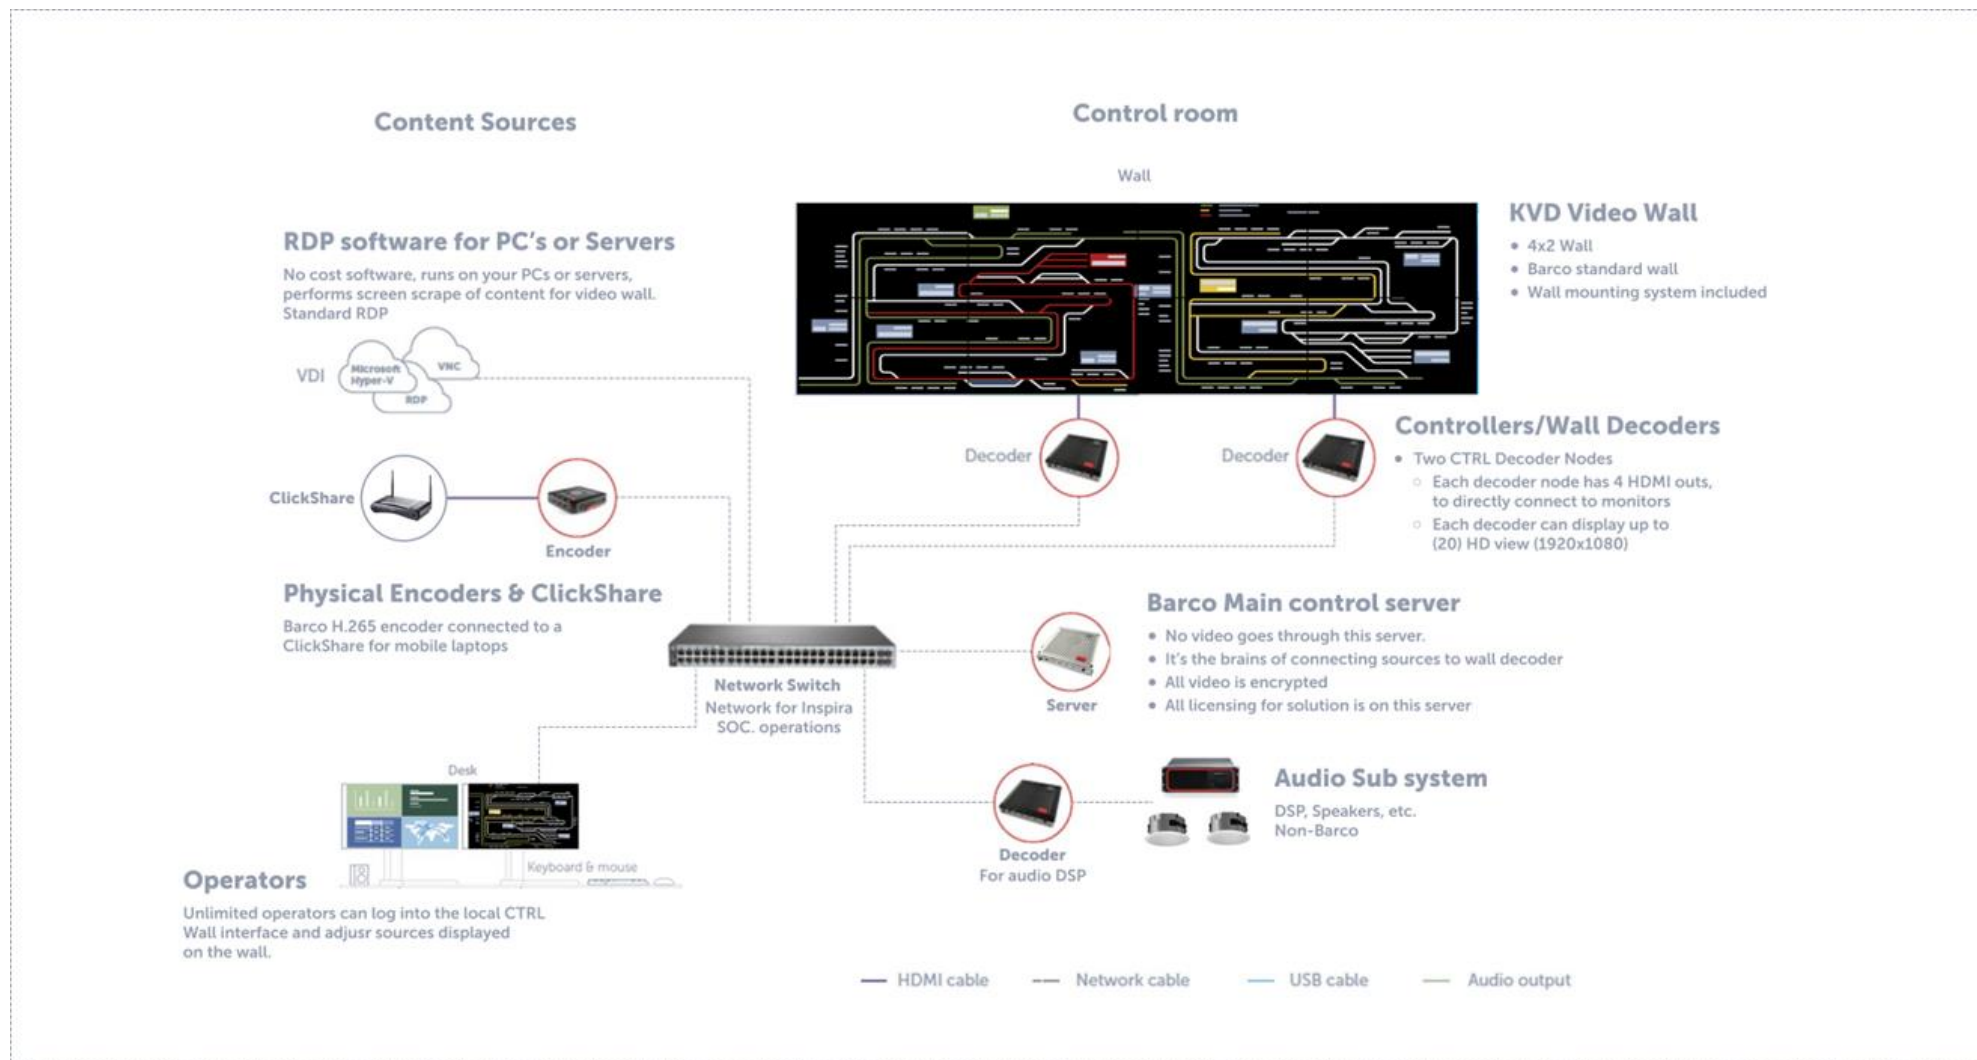 Content Sources
Control room
Wall
RDP software for PC's or Servers
No cost software, runs on your PCs or servers,
performs screen scrape of content for video wall.
Standard RDP
VDI
Microsoft
Hyper-V
VNC
RDP
KVD Video Wall
• 4x2 Wall
• Barco standard wall
• Wall mounting system included
ClickShare
Encoder
Decoder
Decoder
Controllers/Wall Decoders
• Two CTRL Decoder Nodes
○ Each decoder node has 4 HDMI outs,
to directly connect to monitors
○ Each decoder can display up to
(20) HD view (1920x1080)
Physical Encoders & ClickShare
Barco H.265 encoder connected to a
ClickShare for mobile laptops
Network Switch
Network for Inspira
SOC. operations
Server
Barco Main control server
• No video goes through this server.
• It's the brains of connecting sources to wall decoder
• All video is encrypted
• All licensing for solution is on this server
Desk
Keyboard & mouse
Operators
Unlimited operators can log into the local CTRL
Wall interface and adjusr sources displayed
on the wall.
Decoder
For audio DSP
Audio Sub system
DSP, Speakers, etc.
Non-Barco
HDMI cable
Network cable
USB cable
Audio output